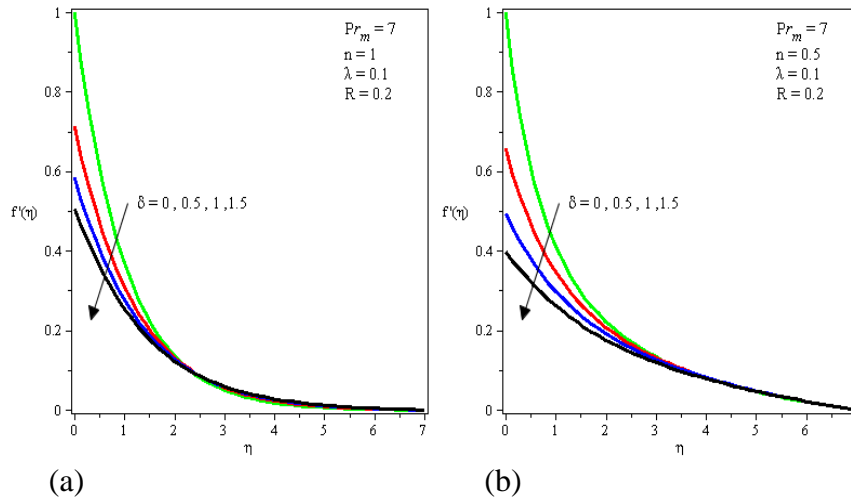 1
0.8
0.6
f'(η)
0.4
0.2
0
0 1 2 3 4 5 6 7
η
Pr_m = 7
n = 1
λ = 0.1
R = 0.2
δ = 0 , 0.5 , 1 ,1.5
(a)
1
0.8
0.6
f'(η)
0.4
0.2
0
0 1 2 3 4 5 6
η
Pr_m = 7
n = 0.5
λ = 0.1
R = 0.2
δ = 0 , 0.5 , 1 ,1.5
(b)